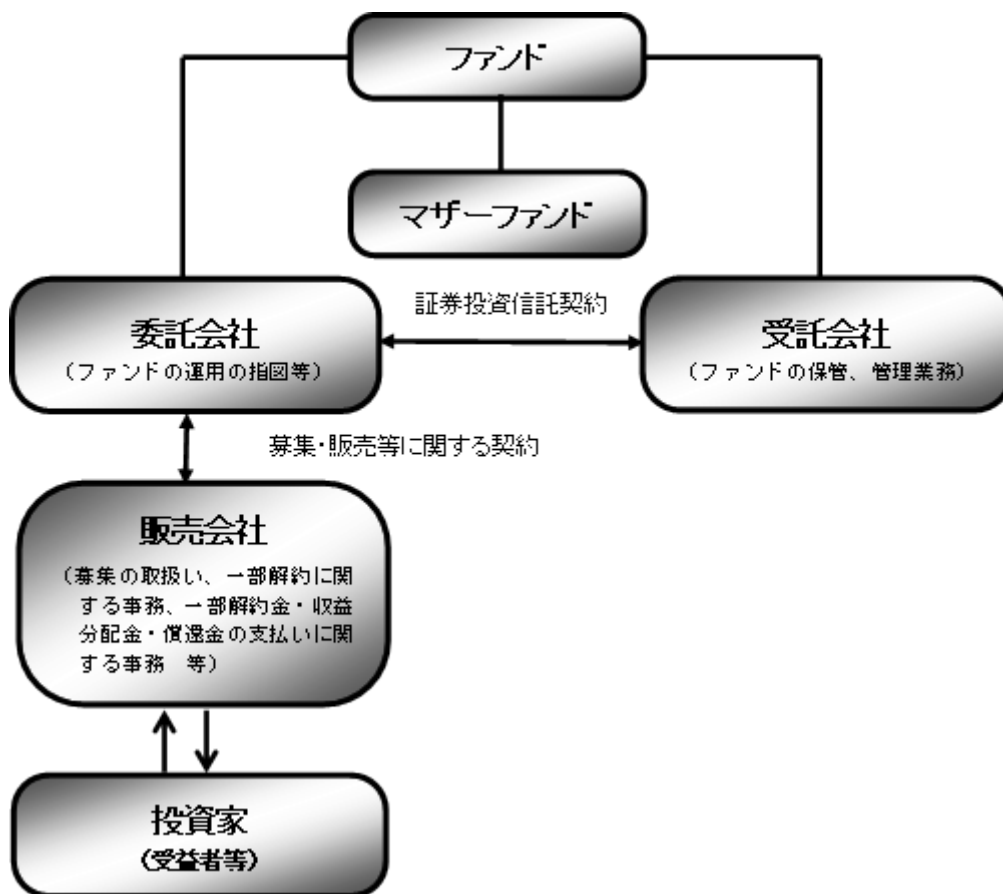 ファンド
マザーファンド
証券投資信託契約
委託会社
(ファンドの運用の指図等)
受託会社
(ファンドの保管、管理業務)
募集・販売等に関する契約
販売会社
(募集の取扱い、一部解約に関
する事務、一部解約金・収益
分配金・償還金の支払いに関
する事務 等)
投資家
(受益者等)